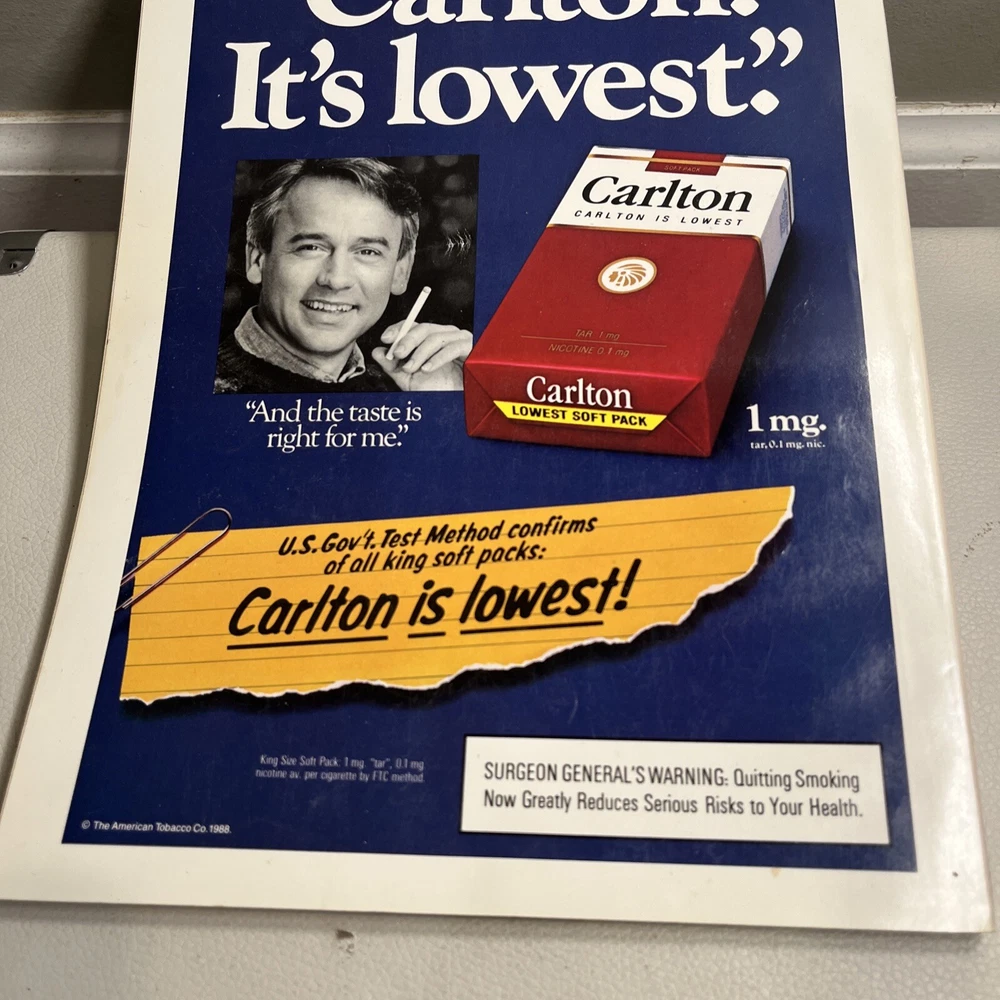 Carlton.
It's lowest."
SOFT PACK
Carlton
CARLTON IS LOWEST
TAR 1 mg
NICOTINE 0.1 mg
Carlton
LOWEST SOFT PACK
"And the taste is
right for me."
1 mg.
tar, 0.1 mg. nic.
U.S. Gov't. Test Method confirms
of all king soft packs:
Carlton is lowest!
King Size Soft Pack: 1 mg. "tar", 0.1 mg
nicotine av. per cigarette by FTC method.
SURGEON GENERAL'S WARNING: Quitting Smoking
Now Greatly Reduces Serious Risks to Your Health.
© The American Tobacco Co. 1988.